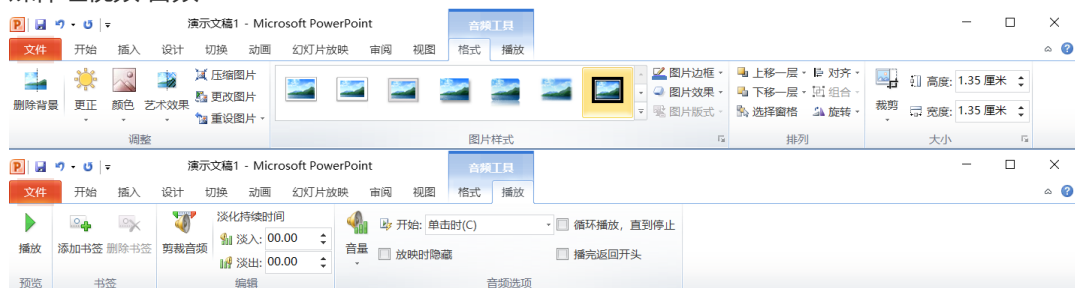 演示文稿1 - Microsoft PowerPoint 音频工具
文件 开始 插入 设计 切换 动画 幻灯片放映 审阅 视图 格式 播放
删除背景 更正 颜色 艺术效果 压缩图片 更改图片 重设图片
图片边框 图片效果 图片版式
上移一层 对齐 下移一层 组合 选择窗格 旋转
裁剪 高度: 1.35 厘米 宽度: 1.35 厘米
调整 图片样式 排列 大小
演示文稿1 - Microsoft PowerPoint 音频工具
文件 开始 插入 设计 切换 动画 幻灯片放映 审阅 视图 格式 播放
播放 添加书签 删除书签 剪裁音频
淡化持续时间
淡入: 00.00
淡出: 00.00
音量 开始: 单击时(C) 循环播放，直到停止
放映时隐藏 播完返回开头
预览 书签 编辑 音频选项